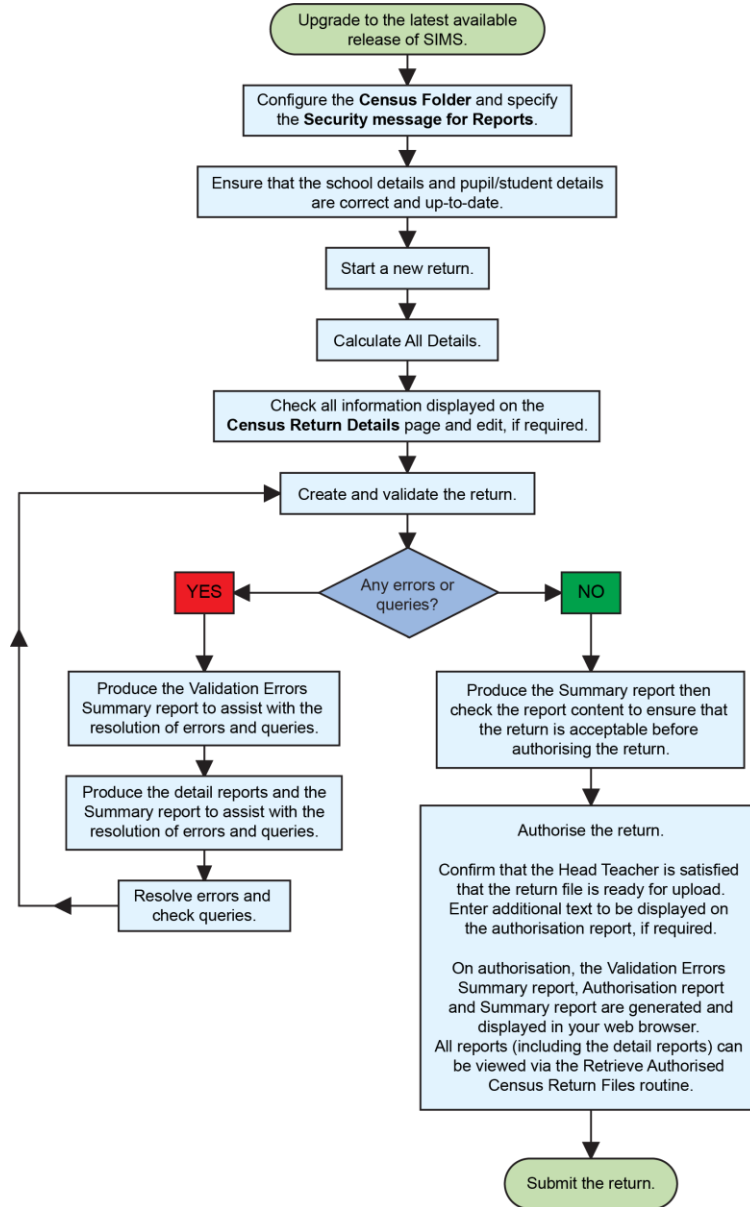 Upgrade to the latest available
release of SIMS.
Configure the Census Folder and specify
the Security message for Reports.
Ensure that the school details and pupil/student details
are correct and up-to-date.
Start a new return.
Calculate All Details.
Check all information displayed on the
Census Return Details page and edit, if required.
Create and validate the return.
Any errors or
queries?
YES
NO
Produce the Validation Errors
Summary report to assist with the
resolution of errors and queries.
Produce the detail reports and the
Summary report to assist with the
resolution of errors and queries.
Resolve errors and
check queries.
Produce the Summary report then
check the report content to ensure that
the return is acceptable before
authorising the return.
Authorise the return.
Confirm that the Head Teacher is satisfied
that the return file is ready for upload.
Enter additional text to be displayed on
the authorisation report, if required.
On authorisation, the Validation Errors
Summary report, Authorisation report
and Summary report are generated and
displayed in your web browser.
All reports (including the detail reports) can
be viewed via the Retrieve Authorised
Census Return Files routine.
Submit the return.